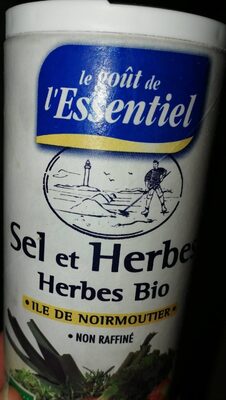 le goût de
l'Essentiel
Sel et Herbes
Herbes Bio
• ILE DE NOIRMOUTIER •
• NON RAFFINÉ